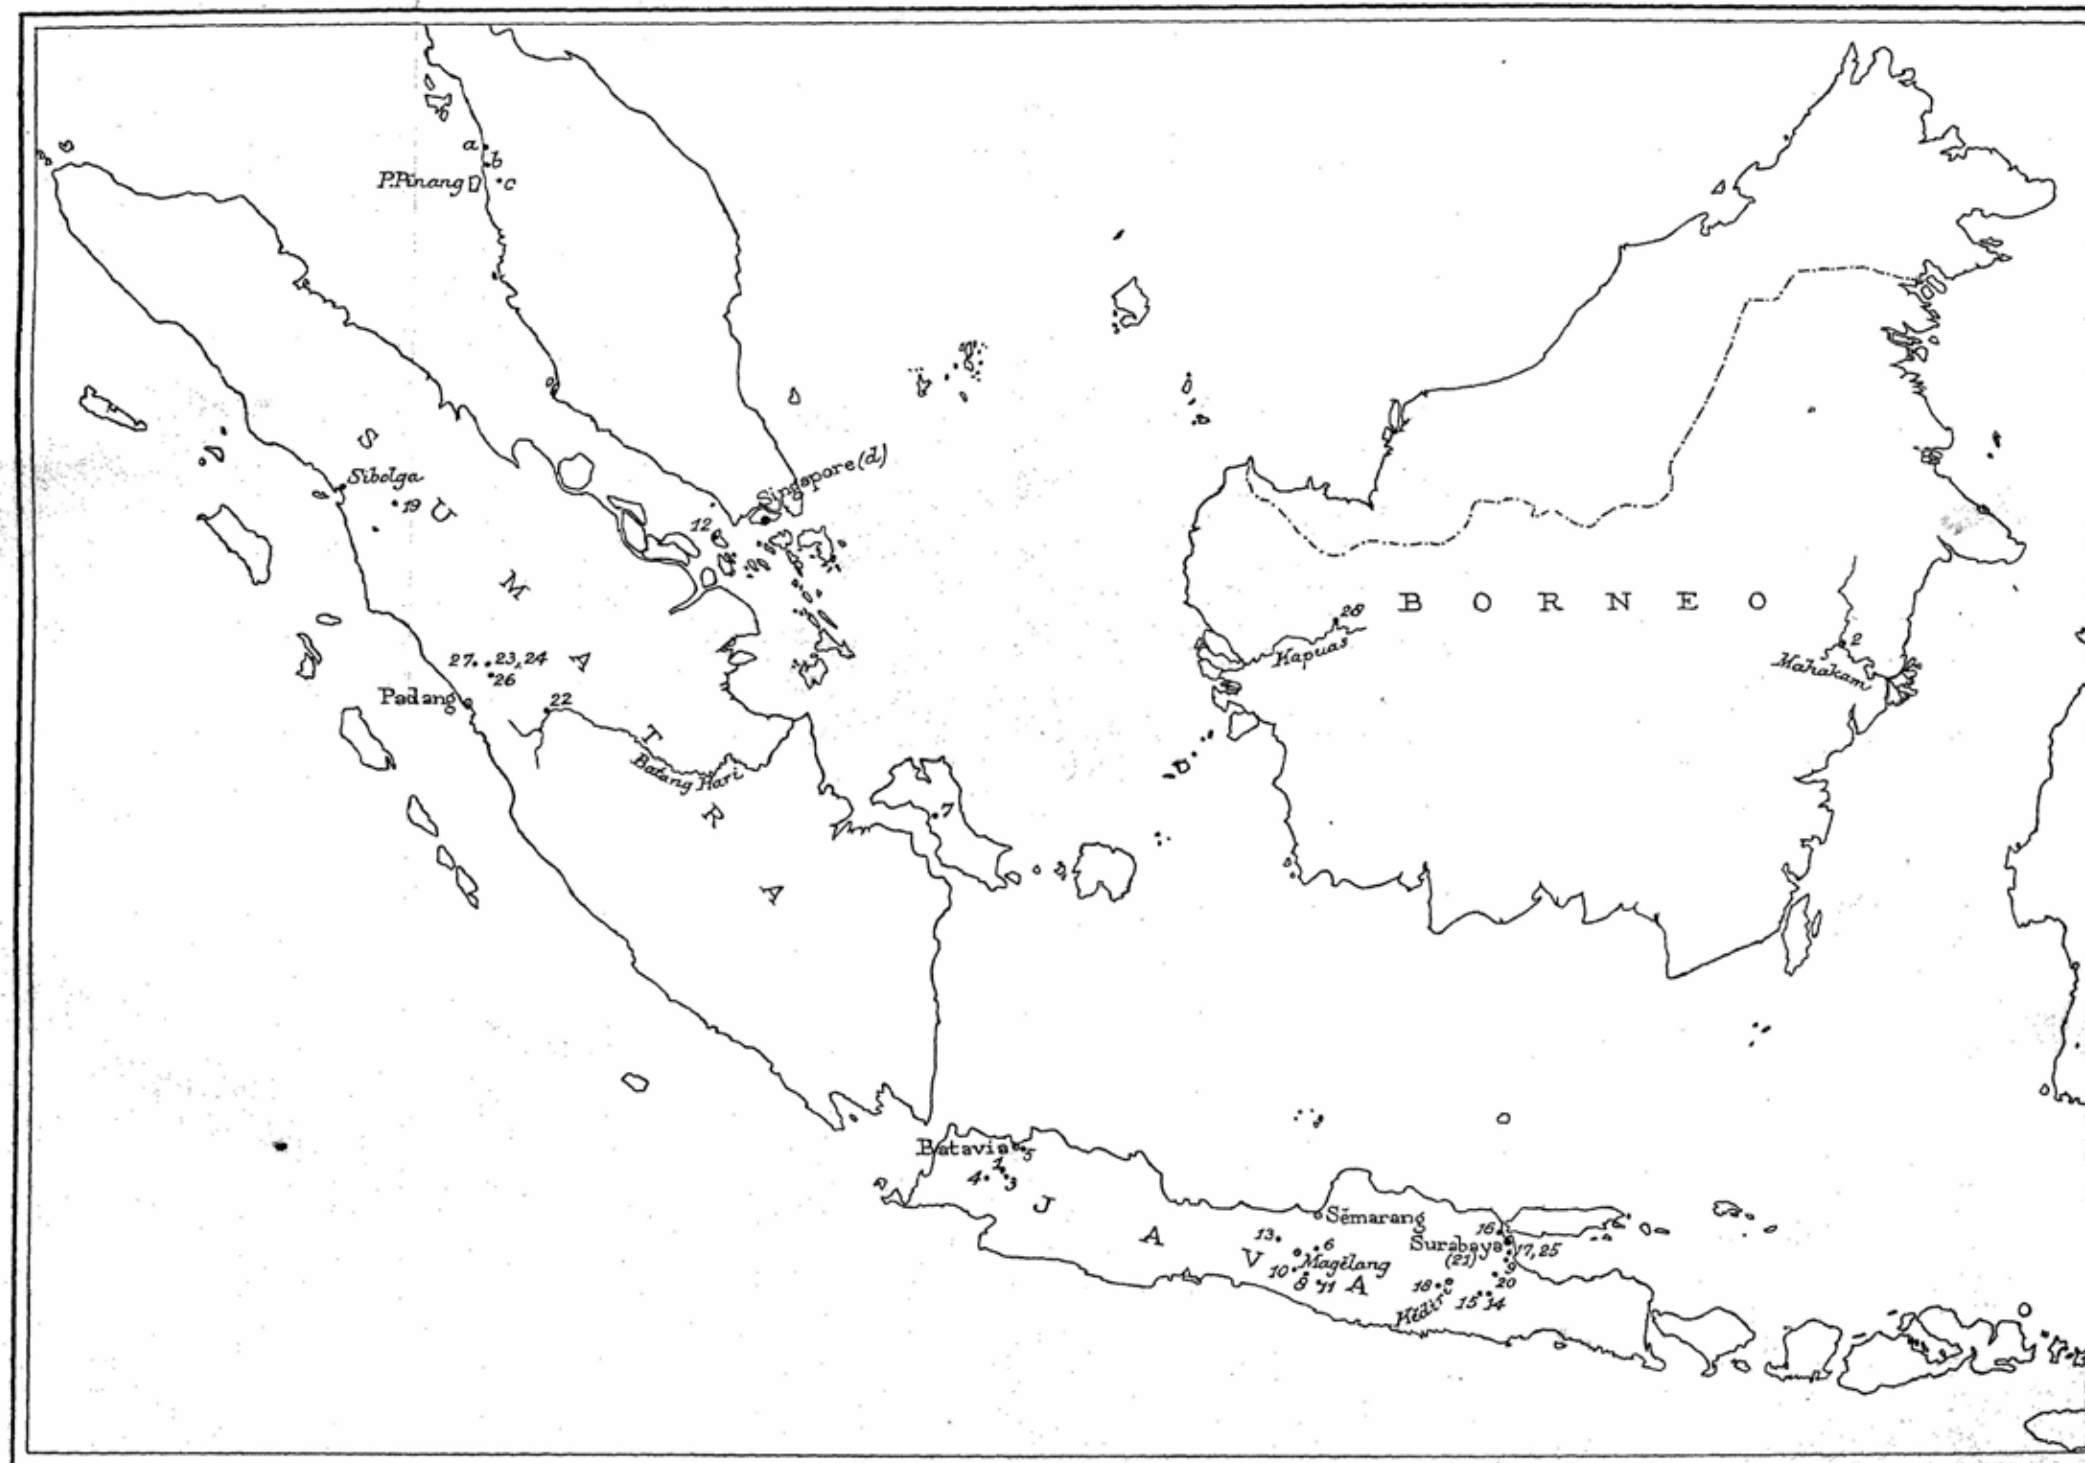 a
b
P.Pinang
c
S
U
M
A
T
R
A
Sibolga
19
Singapore (d)
12
B O R N E O
28
Kapuas
2
Mahakam
27 23, 24
26
Padang
22
Batang Hari
7
Batavia
5
1
4
3
J
A
V
A
Sĕmarang
13
6
Magĕlang
10
8
11
16
Surabaya
(21)
17, 25
9
20
18
Kĕdiri
15
14